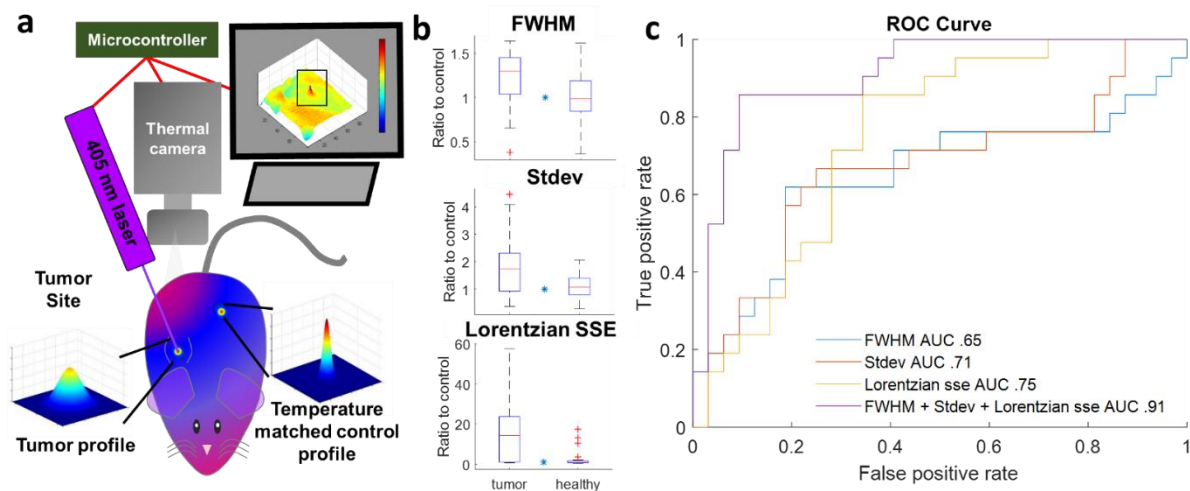 a
Microcontroller
Thermal
camera
405 nm laser
Tumor
Site
Tumor profile
Temperature
matched control
profile
b
FWHM
Ratio to control
1.5
1
0.5
Stdev
Ratio to control
4
3
2
1
Lorentzian SSE
Ratio to control
60
40
20
0
tumor healthy
c
ROC Curve
True positive rate
1
0.8
0.6
0.4
0.2
0
FWHM AUC .65
Stdev AUC .71
Lorentzian sse AUC .75
FWHM + Stdev + Lorentzian sse AUC .91
0 0.2 0.4 0.6 0.8 1
False positive rate